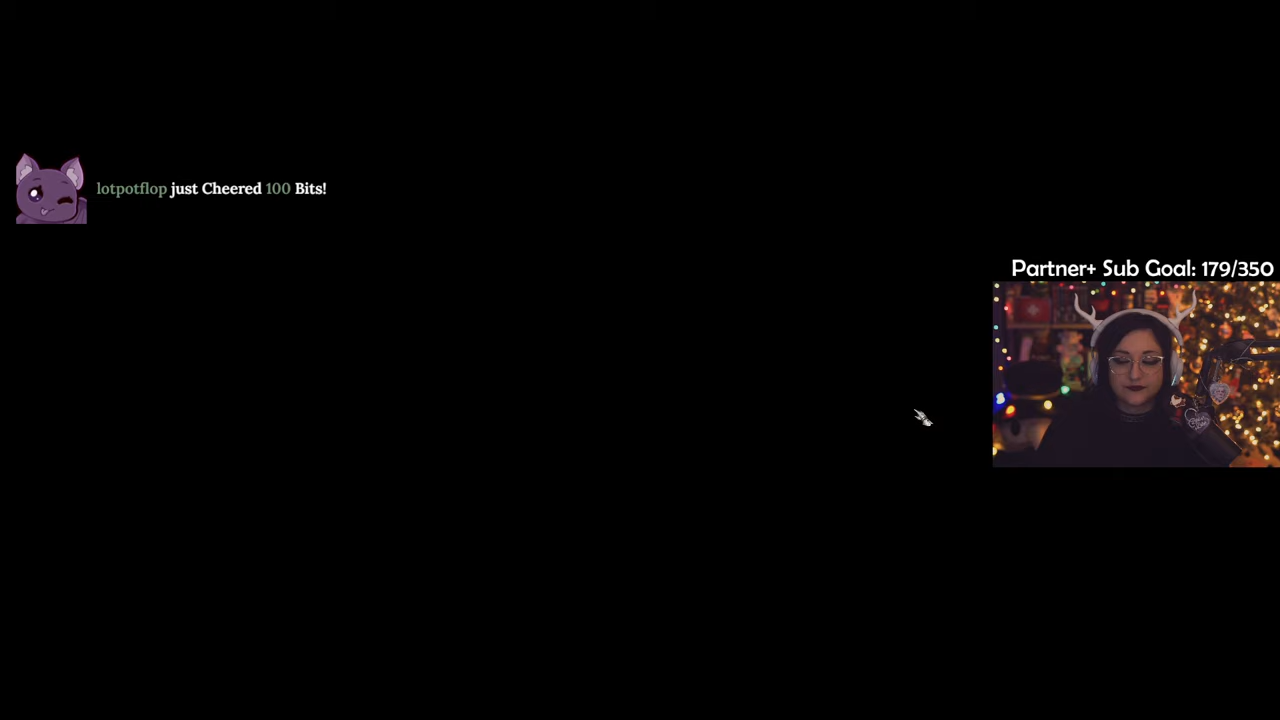 lotpotflop just Cheered 100 Bits!
Partner+ Sub Goal: 179/350